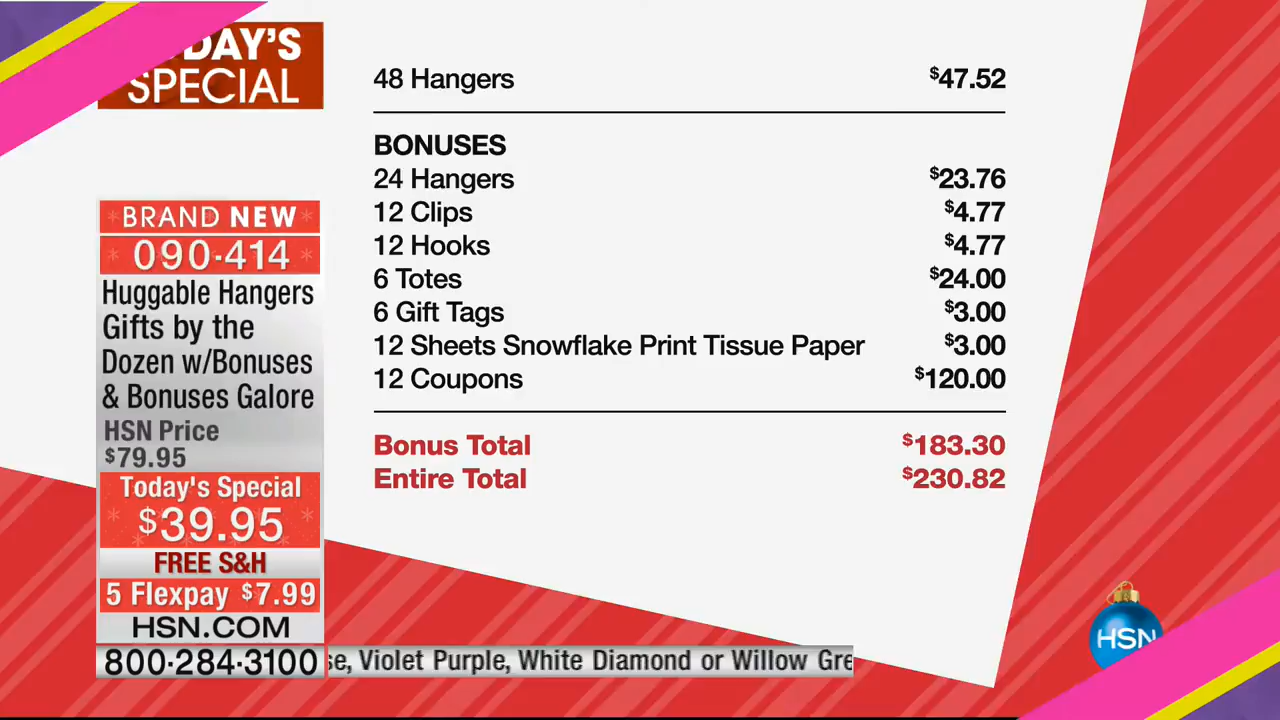 DAY'S
SPECIAL
48 Hangers $47.52
BONUSES
24 Hangers $23.76
12 Clips $4.77
12 Hooks $4.77
6 Totes $24.00
6 Gift Tags $3.00
12 Sheets Snowflake Print Tissue Paper $3.00
12 Coupons $120.00
Bonus Total $183.30
Entire Total $230.82
BRAND NEW
090·414
Huggable Hangers
Gifts by the
Dozen w/Bonuses
& Bonuses Galore
HSN Price
$79.95
Today's Special
$39.95
FREE S&H
5 Flexpay $7.99
HSN.COM
800·284·3100
se, Violet Purple, White Diamond or Willow Gre
HSN